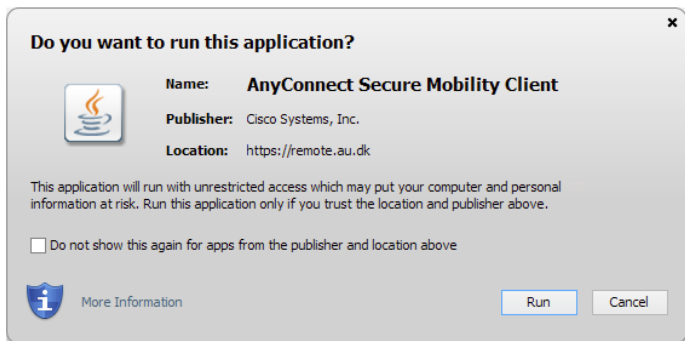 Do you want to run this application?
Name: AnyConnect Secure Mobility Client
Publisher: Cisco Systems, Inc.
Location: https://remote.au.dk
This application will run with unrestricted access which may put your computer and personal
information at risk. Run this application only if you trust the location and publisher above.
Do not show this again for apps from the publisher and location above
More Information
Run
Cancel